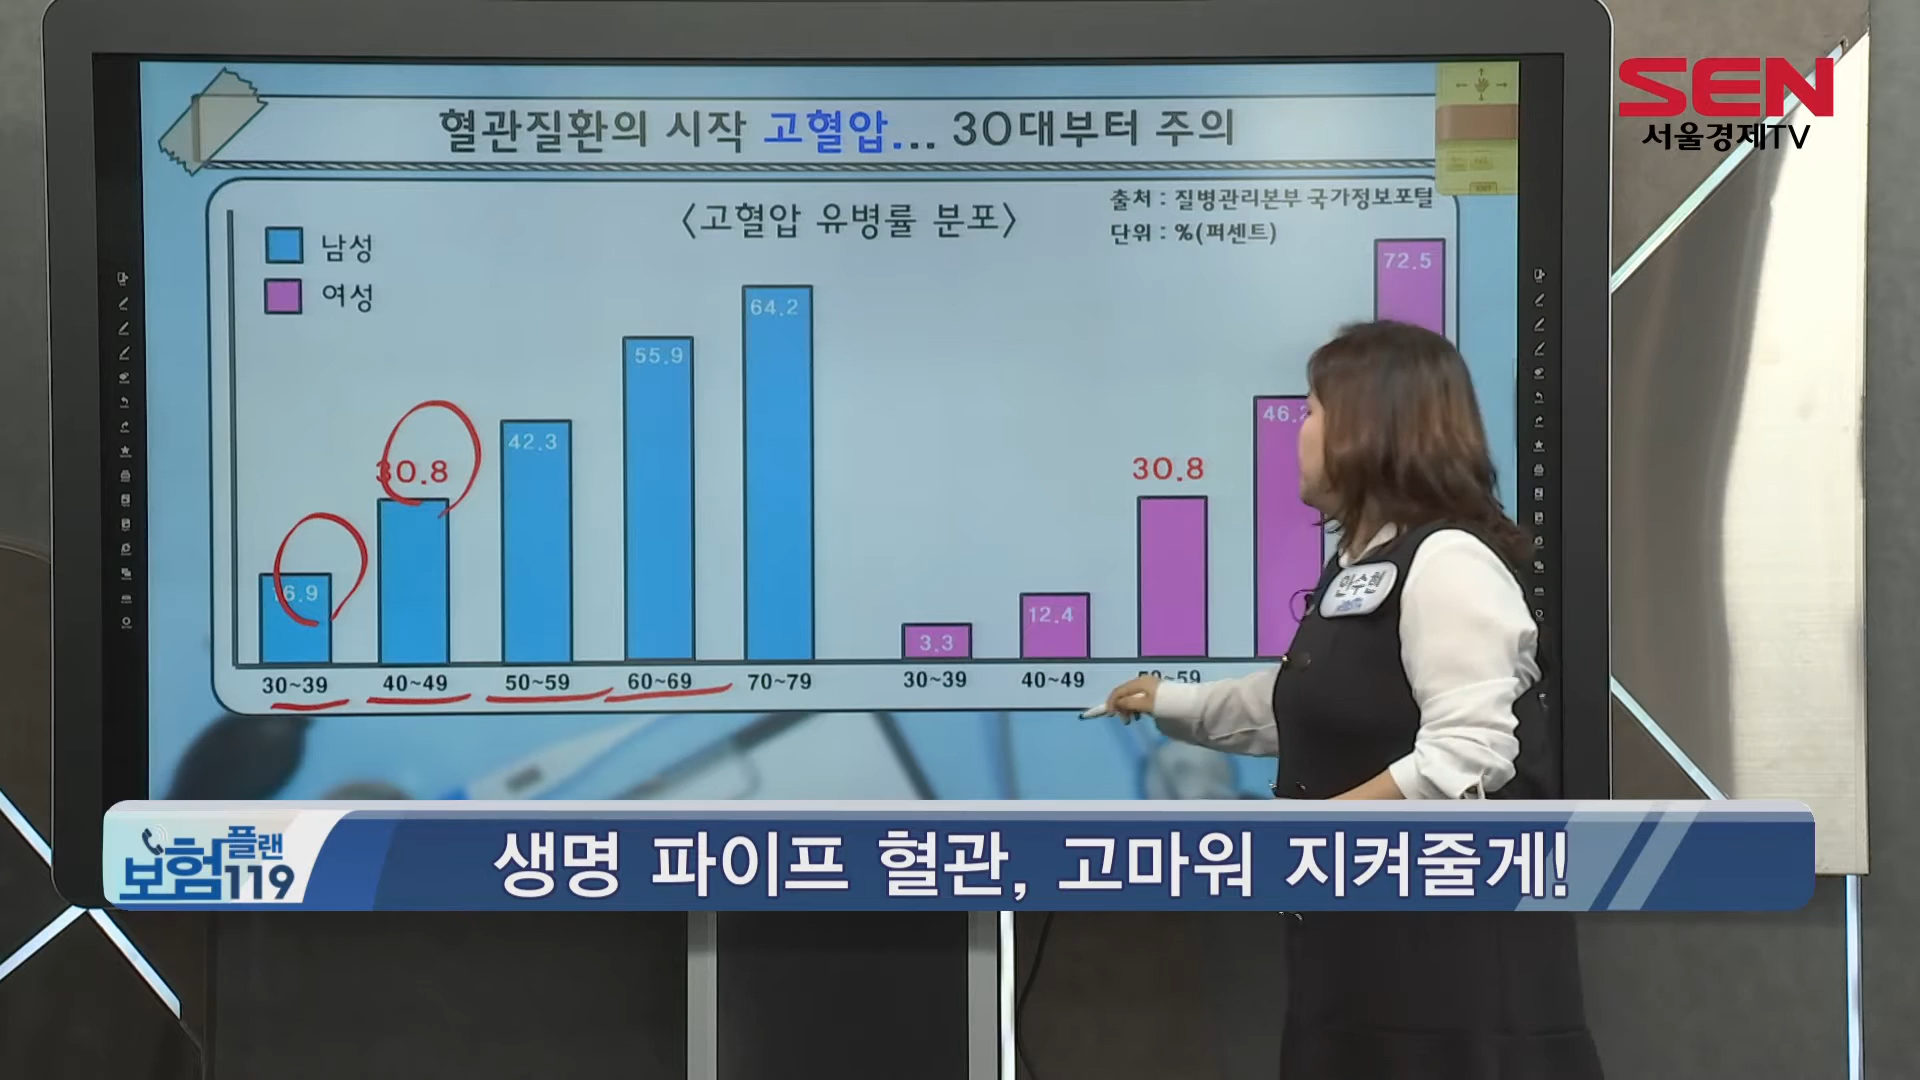 SEN
서울경제TV
혈관질환의 시작 고혈압... 30대부터 주의
<고혈압 유병률 분포>
출처 : 질병관리본부 국가정보포털
단위 : %(퍼센트)
남성
여성
16.9
30.8
42.3
55.9
64.2
3.3
12.4
30.8
46.2
72.5
30~39
40~49
50~59
60~69
70~79
30~39
40~49
50~59
보험플랜119
생명 파이프 혈관, 고마워 지켜줄게!